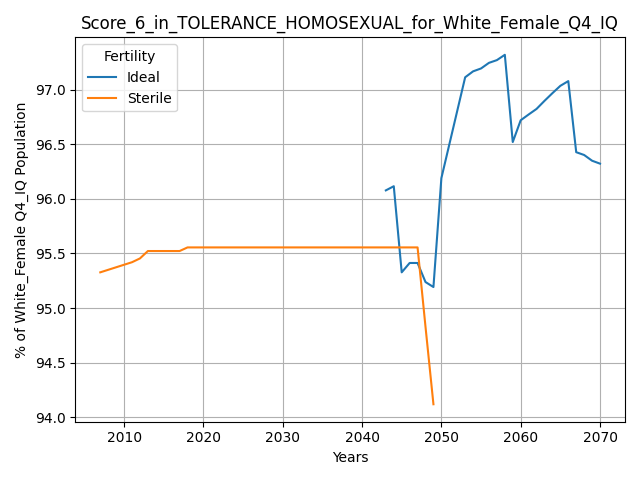 Score_6_in_TOLERANCE_HOMOSEXUAL_for_White_Female_Q4_IQ
Fertility
Ideal
Sterile
97.0
96.5
96.0
95.5
95.0
94.5
94.0
% of White_Female Q4_IQ Population
2010 2020 2030 2040 2050 2060 2070
Years